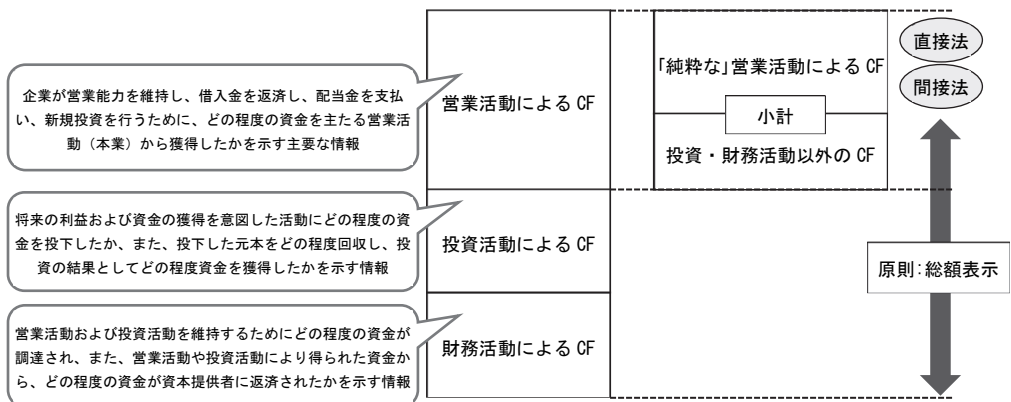 企業が営業能力を維持し、借入金を返済し、配当金を支払
い、新規投資を行うために、どの程度の資金を主たる営業活
動（本業）から獲得したかを示す主要な情報
営業活動による CF
「純粋な」営業活動による CF
小計
投資・財務活動以外の CF
直接法
間接法
将来の利益および資金の獲得を意図した活動にどの程度の資
金を投下したか、また、投下した元本をどの程度回収し、投
資の結果としてどの程度資金を獲得したかを示す情報
投資活動による CF
原則：総額表示
営業活動および投資活動を維持するためにどの程度の資金が
調達され、また、営業活動や投資活動により得られた資金か
ら、どの程度の資金が資本提供者に返済されたかを示す情報
財務活動による CF